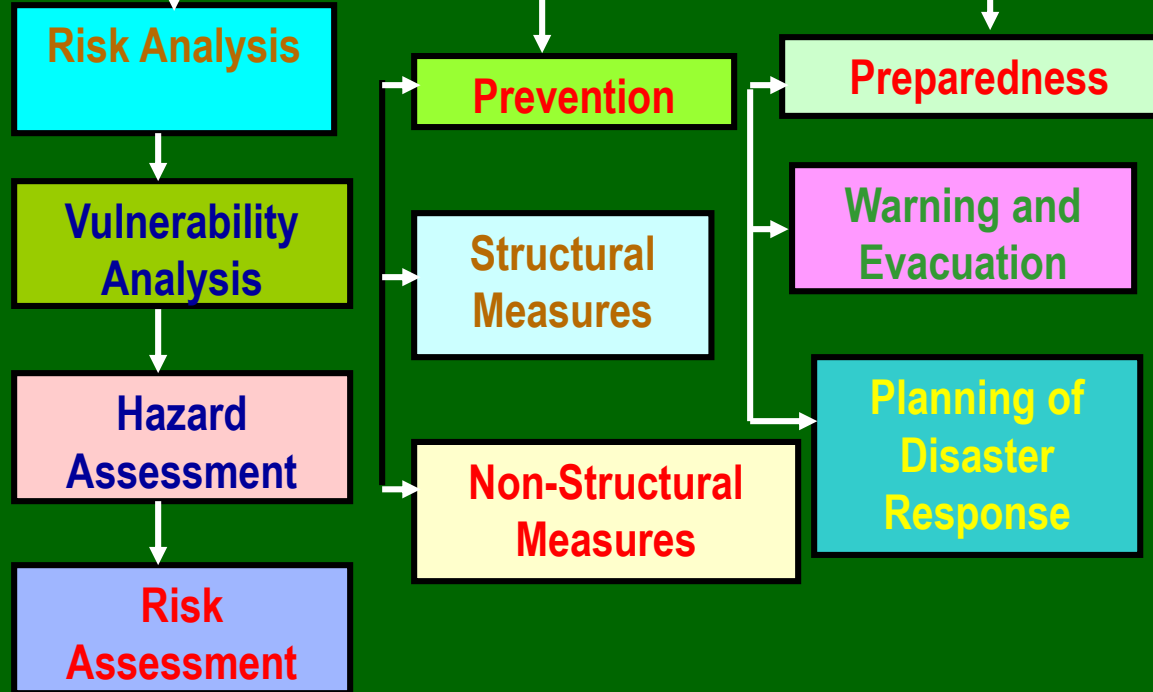 Risk Analysis
Vulnerability
Analysis
Hazard
Assessment
Risk
Assessment
Prevention
Structural
Measures
Non-Structural
Measures
Preparedness
Warning and
Evacuation
Planning of
Disaster
Response